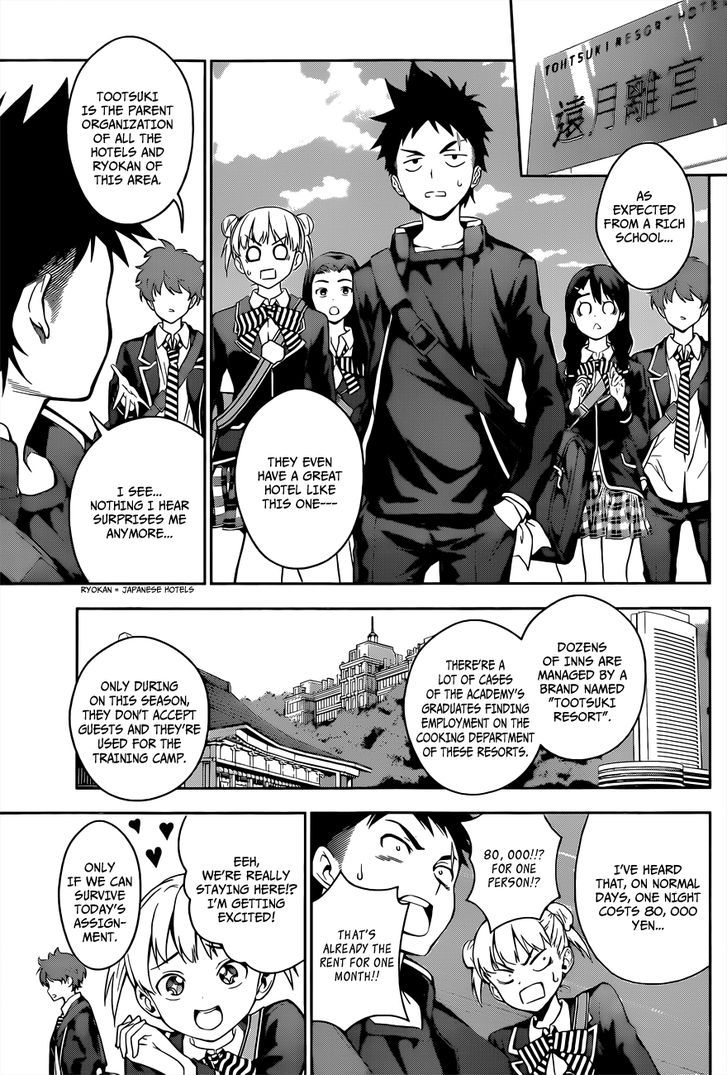 TOHTSUKI RESORT HOTEL
遠月離宮
AS
EXPECTED
FROM A RICH
SCHOOL...
THEY EVEN
HAVE A GREAT
HOTEL LIKE
THIS ONE---
TOOTSUKI
IS THE PARENT
ORGANIZATION
OF ALL THE
HOTELS AND
RYOKAN OF
THIS AREA.
I SEE...
NOTHING I HEAR
SURPRISES ME
ANYMORE...
RYOKAN = JAPANESE HOTELS
DOZENS
OF INNS ARE
MANAGED BY A
BRAND NAMED
"TOOTSUKI
RESORT".
THERE'RE A
LOT OF CASES
OF THE ACADEMY'S
GRADUATES FINDING
EMPLOYMENT ON THE
COOKING DEPARTMENT
OF THESE RESORTS.
ONLY DURING
ON THIS SEASON,
THEY DON'T ACCEPT
GUESTS AND THEY'RE
USED FOR THE
TRAINING CAMP.
I'VE HEARD
THAT, ON NORMAL
DAYS, ONE NIGHT
COSTS 80, 000
YEN...
80, 000!!?
FOR ONE
PERSON!?
THAT'S
ALREADY THE
RENT FOR ONE
MONTH!!
EEH,
WE'RE REALLY
STAYING HERE!?
I'M GETTING
EXCITED!
ONLY
IF WE CAN
SURVIVE
TODAY'S
ASSIGN-
MENT.